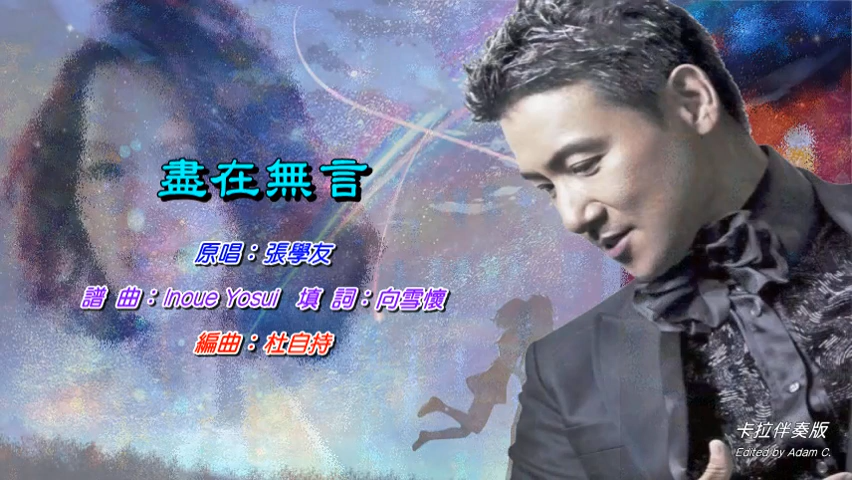 盡在無言
原唱：張學友
譜 曲：Inoue Yosui 填 詞：向雪懷
編曲：杜自持
卡拉伴奏版
Edited by Adam C.